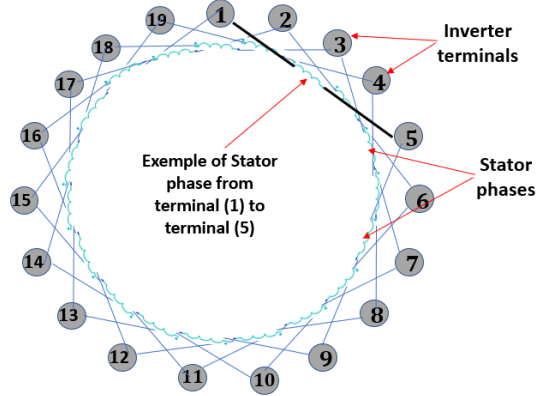 19
1
2
18
3
Inverter
terminals
17
4
16
5
Exemple of Stator
phase from
terminal (1) to
terminal (5)
Stator
phases
15
6
14
7
13
8
12
9
11
10